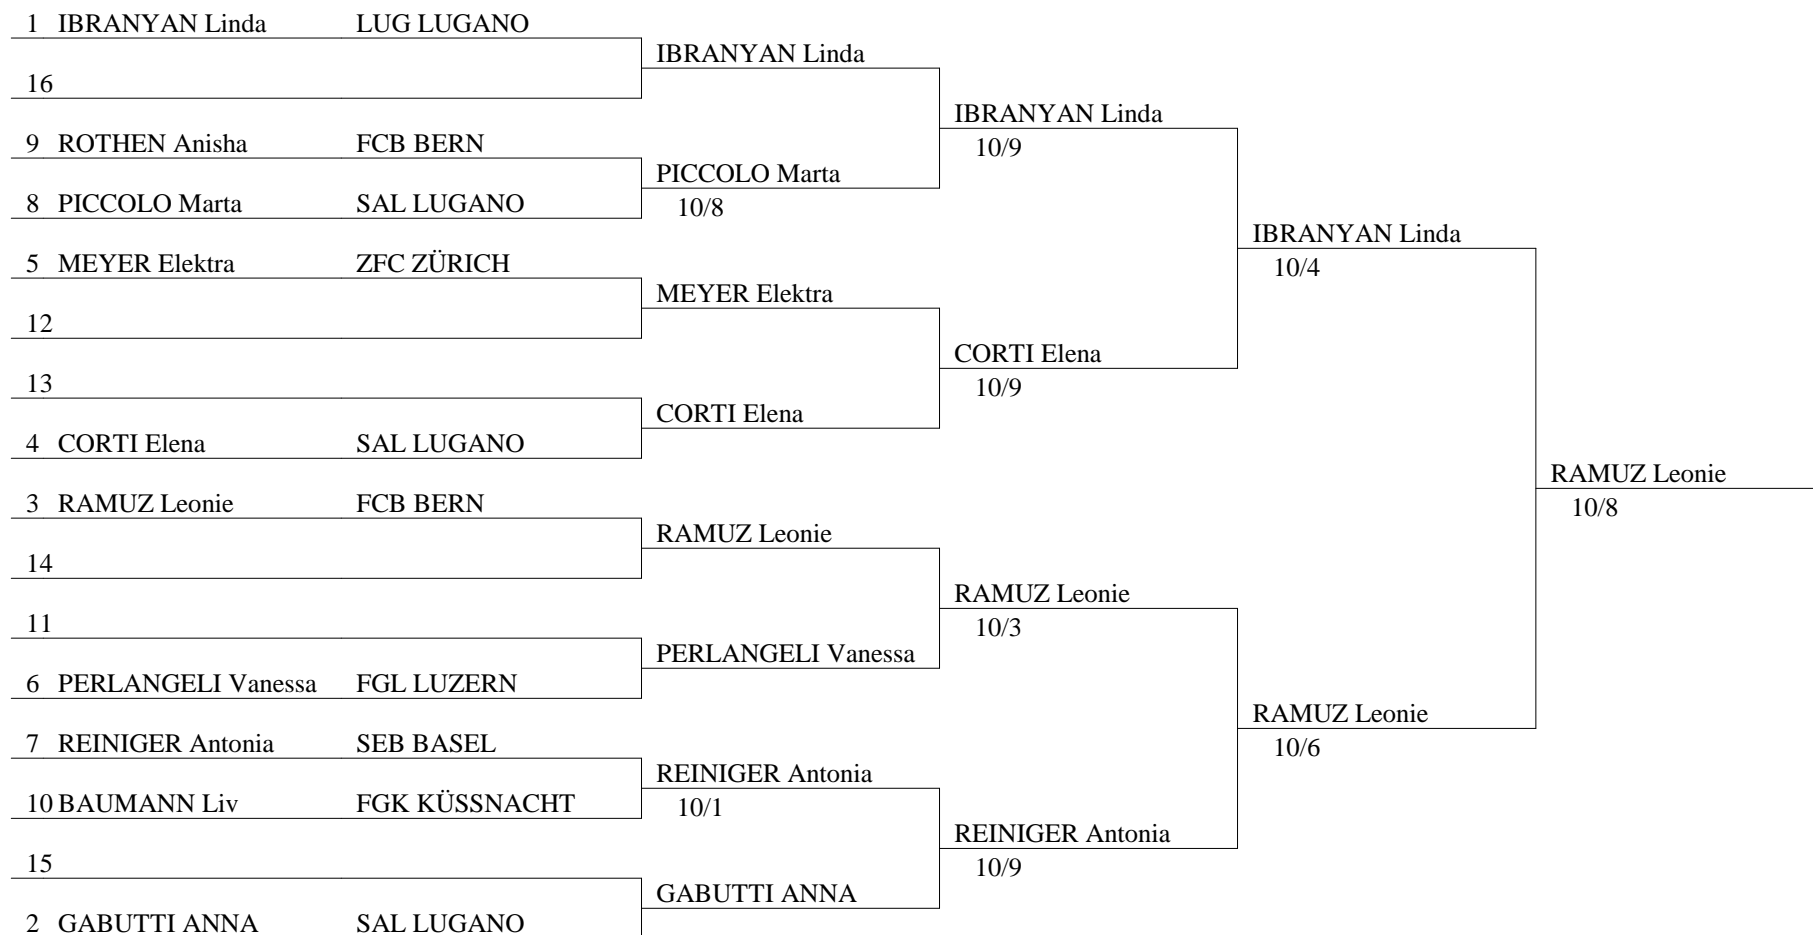 1 IBRANYAN Linda LUG LUGANO
IBRANYAN Linda
16
IBRANYAN Linda
9 ROTHEN Anisha FCB BERN
10/9
PICCOLO Marta
8 PICCOLO Marta SAL LUGANO
10/8
IBRANYAN Linda
5 MEYER Elektra ZFC ZÜRICH
10/4
MEYER Elektra
12
CORTI Elena
13
10/9
CORTI Elena
4 CORTI Elena SAL LUGANO
RAMUZ Leonie
3 RAMUZ Leonie FCB BERN
10/8
RAMUZ Leonie
14
RAMUZ Leonie
11
10/3
PERLANGELI Vanessa
6 PERLANGELI Vanessa FGL LUZERN
RAMUZ Leonie
7 REINIGER Antonia SEB BASEL
10/6
REINIGER Antonia
10 BAUMANN Liv FGK KÜSSNACHT
10/1
REINIGER Antonia
15
10/9
GABUTTI ANNA
2 GABUTTI ANNA SAL LUGANO